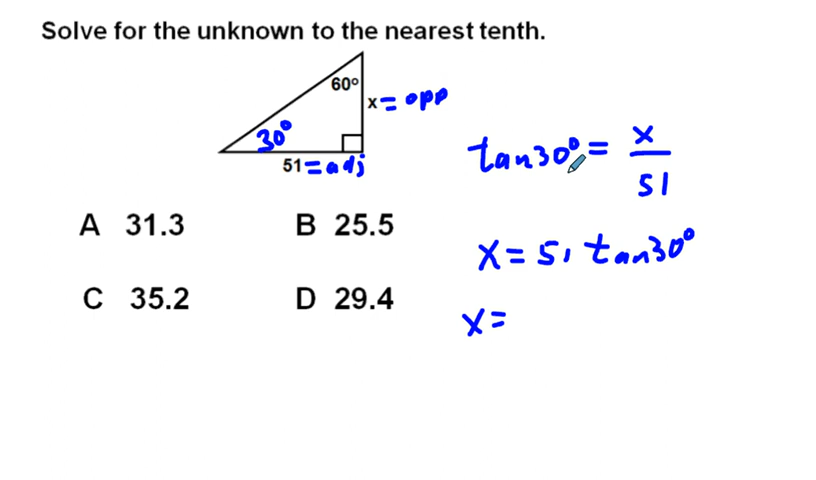 Solve for the unknown to the nearest tenth.
60°
x = opp
30°
51 = adj
tan30° = x/51
A 31.3
B 25.5
x = 51 tan30°
C 35.2
D 29.4
x =